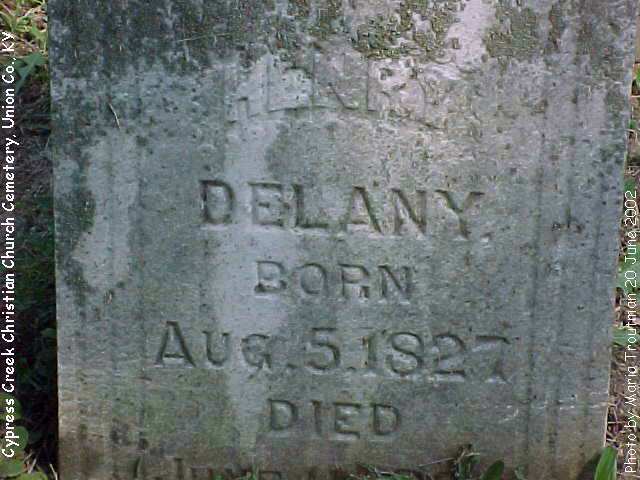 HENRY
DELANY.
BORN
AUG. 5. 1827
DIED
Cypress Creek Christian Church Cemetery, Union Co., KY
Photo by Maria Troutman 20 June 2002